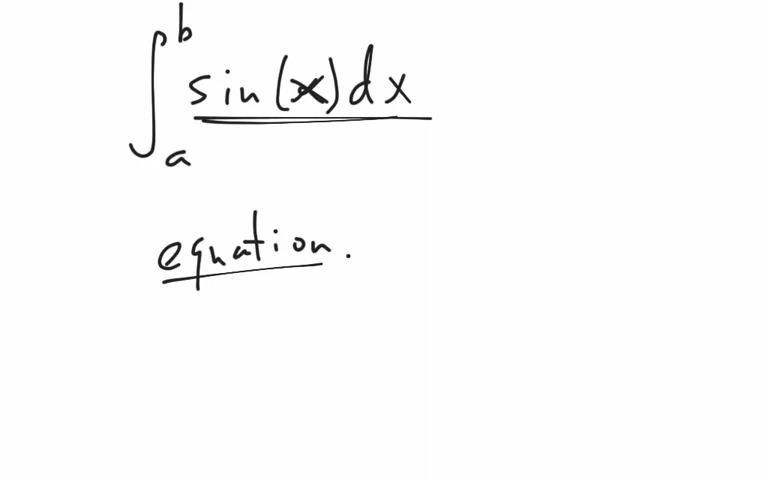 ∫_a^b sin(x)dx
equation.